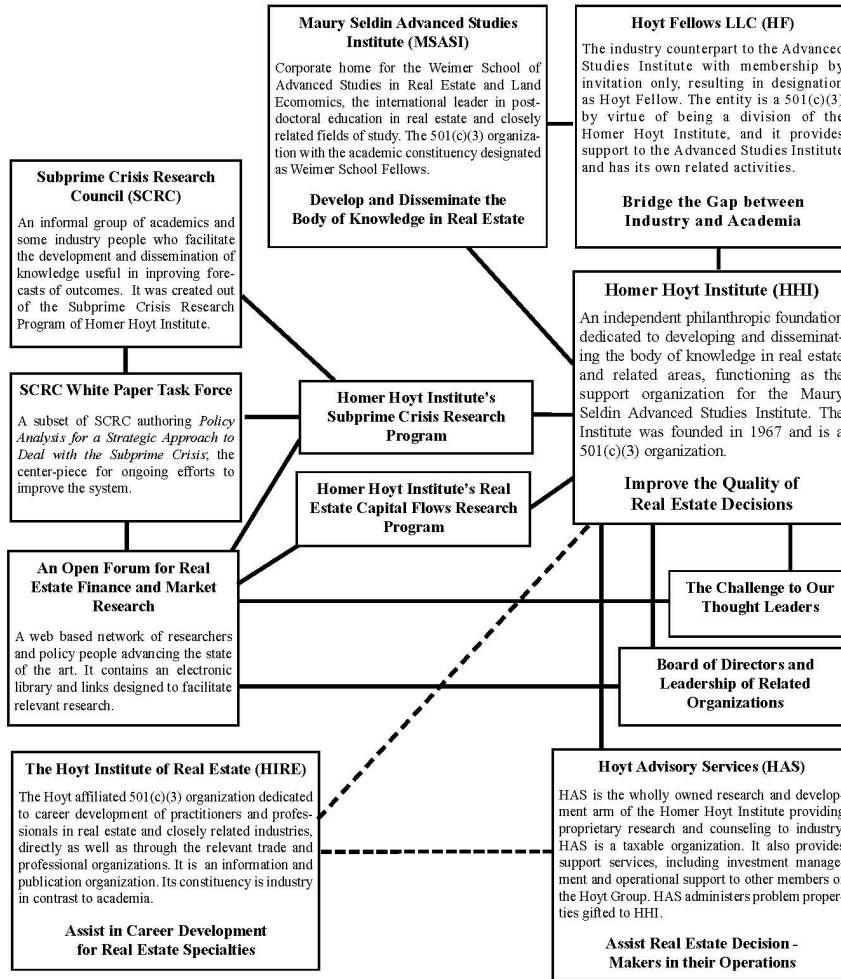 Maury Seldin Advanced Studies
Institute (MSASI)
Corporate home for the Weimer School of
Advanced Studies in Real Estate and Land
Economics, the international leader in post-
doctoral education in real estate and closely
related fields of study. The 501(c)(3) organiza-
tion with the academic constituency designated
as Weimer School Fellows.
Develop and Disseminate the
Body of Knowledge in Real Estate
Hoyt Fellows LLC (HF)
The industry counterpart to the Advanced
Studies Institute with membership by
invitation only, resulting in designation
as Hoyt Fellow. The entity is a 501(c)(3)
by virtue of being a division of the
Homer Hoyt Institute, and it provides
support to the Advanced Studies Institute
and has its own related activities.
Bridge the Gap between
Industry and Academia
Subprime Crisis Research
Council (SCRC)
An informal group of academics and
some industry people who facilitate
the development and dissemination of
knowledge useful in inproving fore-
casts of outcomes. It was created out
of the Subprime Crisis Research
Program of Homer Hoyt Institute.
Homer Hoyt Institute (HHI)
An independent philanthropic foundation
dedicated to developing and disseminat-
ing the body of knowledge in real estate
and related areas, functioning as the
support organization for the Maury
Seldin Advanced Studies Institute. The
Institute was founded in 1967 and is a
501(c)(3) organization.
Improve the Quality of
Real Estate Decisions
SCRC White Paper Task Force
A subset of SCRC authoring Policy
Analysis for a Strategic Approach to
Deal with the Subprime Crisis; the
center-piece for ongoing efforts to
improve the system.
Homer Hoyt Institute's
Subprime Crisis Research
Program
Homer Hoyt Institute's Real
Estate Capital Flows Research
Program
An Open Forum for Real
Estate Finance and Market
Research
A web based network of researchers
and policy people advancing the state
of the art. It contains an electronic
library and links designed to facilitate
relevant research.
The Challenge to Our
Thought Leaders
Board of Directors and
Leadership of Related
Organizations
The Hoyt Institute of Real Estate (HIRE)
The Hoyt affiliated 501(c)(3) organization dedicated
to career development of practitioners and profes-
sionals in real estate and closely related industries,
directly as well as through the relevant trade and
professional organizations. It is an information and
publication organization. Its constituency is industry
in contrast to academia.
Assist in Career Development
for Real Estate Specialties
Hoyt Advisory Services (HAS)
HAS is the wholly owned research and develop-
ment arm of the Homer Hoyt Institute providing
proprietary research and counseling to industry.
HAS is a taxable organization. It also provides
support services, including investment manage-
ment and operational support to other members of
the Hoyt Group. HAS administers problem proper-
ties gifted to HHI.
Assist Real Estate Decision -
Makers in their Operations